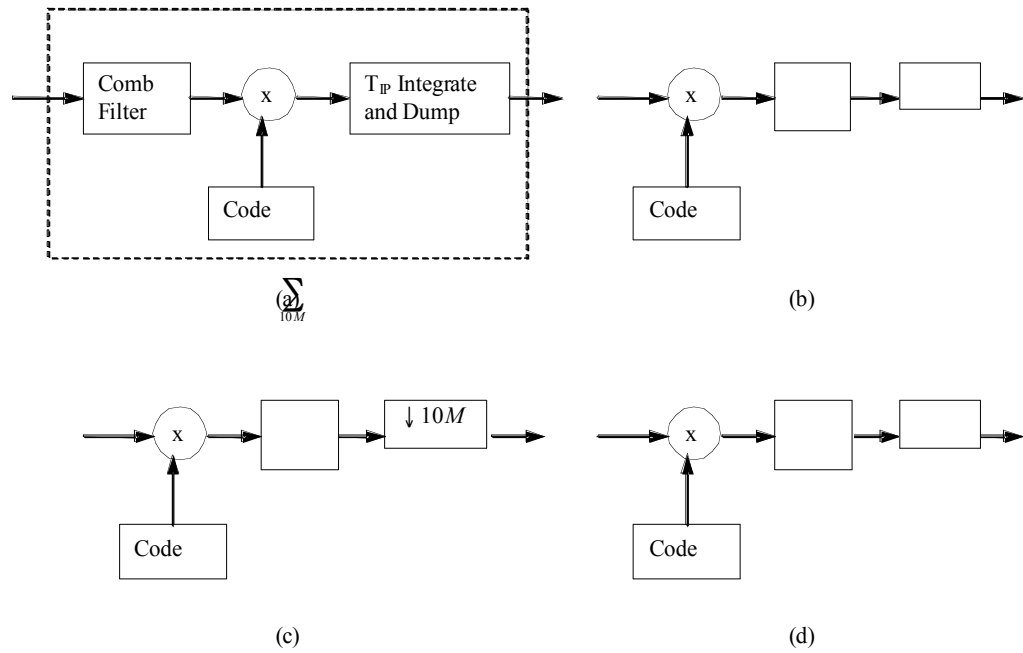 Comb
Filter
x
T_IP Integrate
and Dump
Code
x
Code
(a)
∑
10M
(b)
x
↓ 10M
Code
x
Code
(c)
(d)